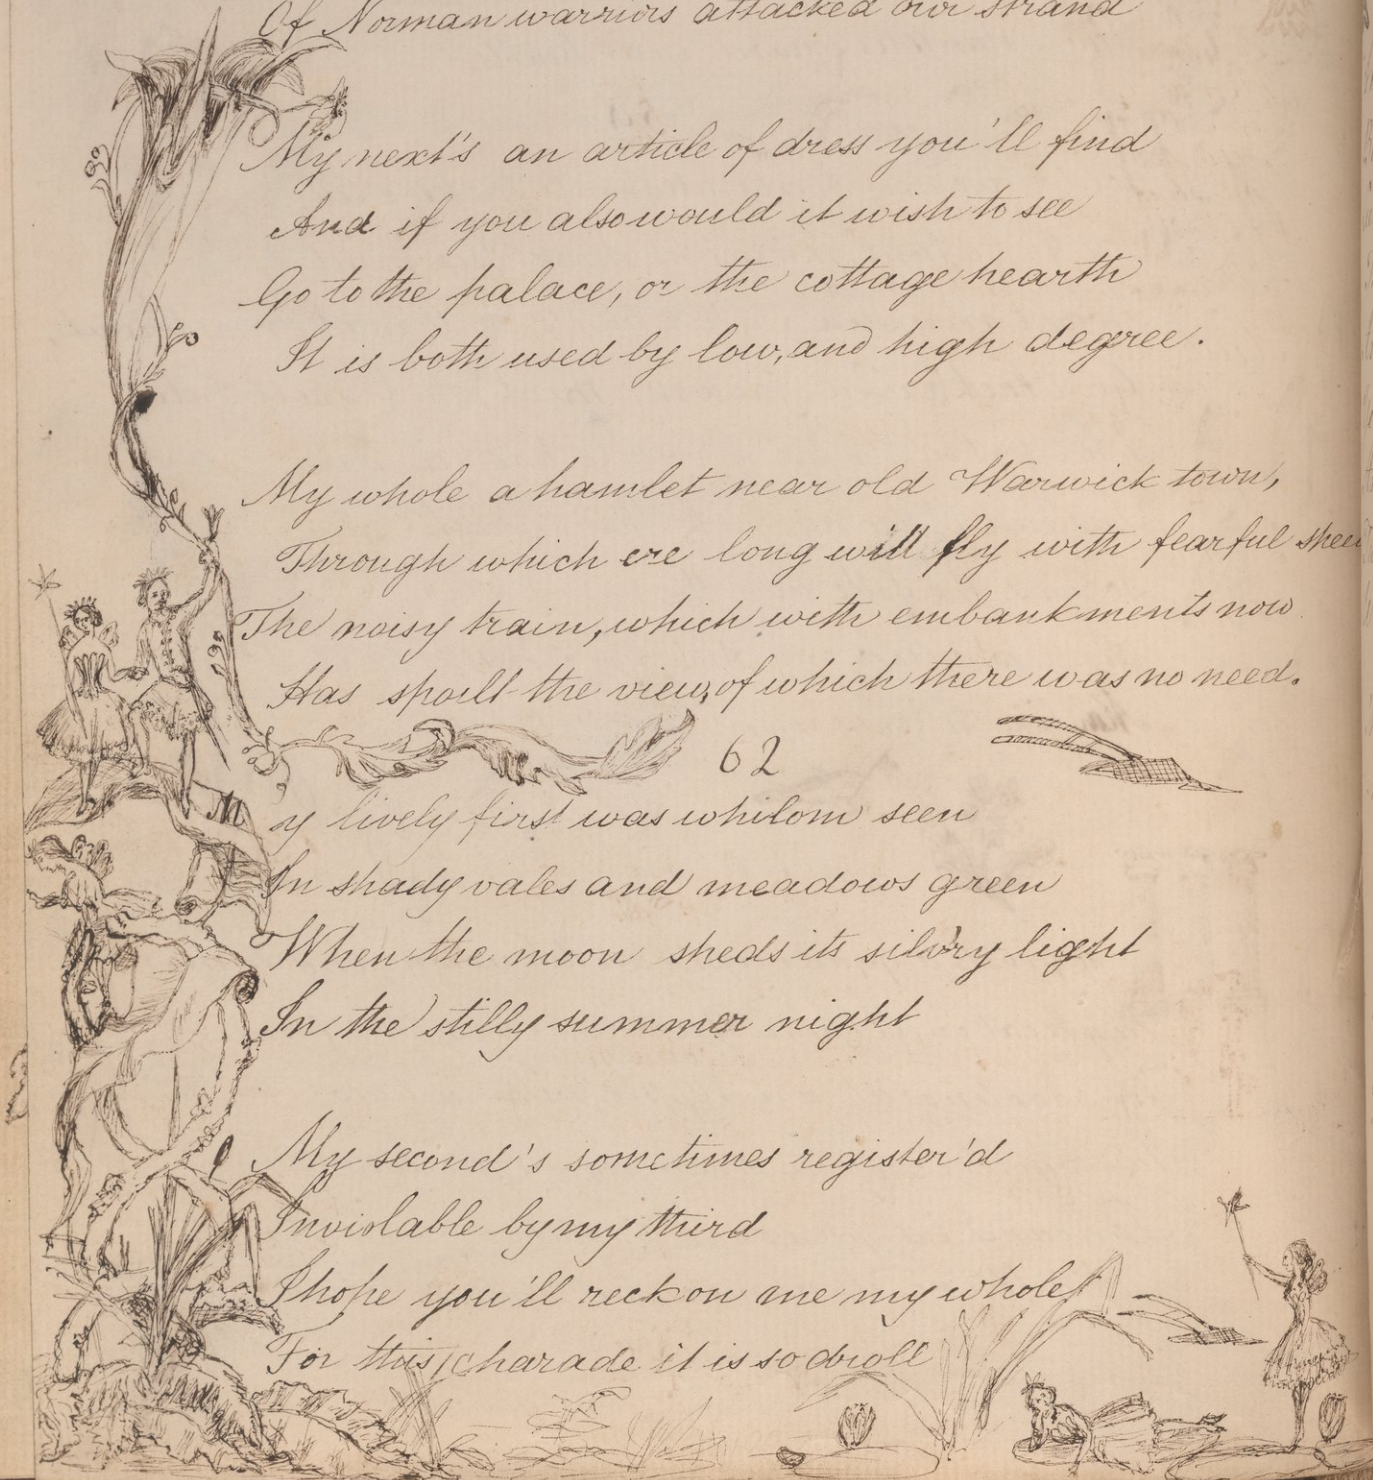 Of Norman warriors attacked our strand
My next's an article of dress you'll find
And if you also would it wish to see
Go to the palace, or the cottage hearth
It is both used by low, and high degree.
My whole a hamlet near old Warwick town,
Through which ere long will fly with fearful
The noisy train, which with embankments now
Has spoilt the view, of which there was no need.
62
My lively first was whilom seen
In shady vales and meadows green
When the moon sheds its silvry light
In the stilly summer night
My second's sometimes register'd
Inviolable by my third
I hope you'll reckon me my whole
For this charade it is so droll